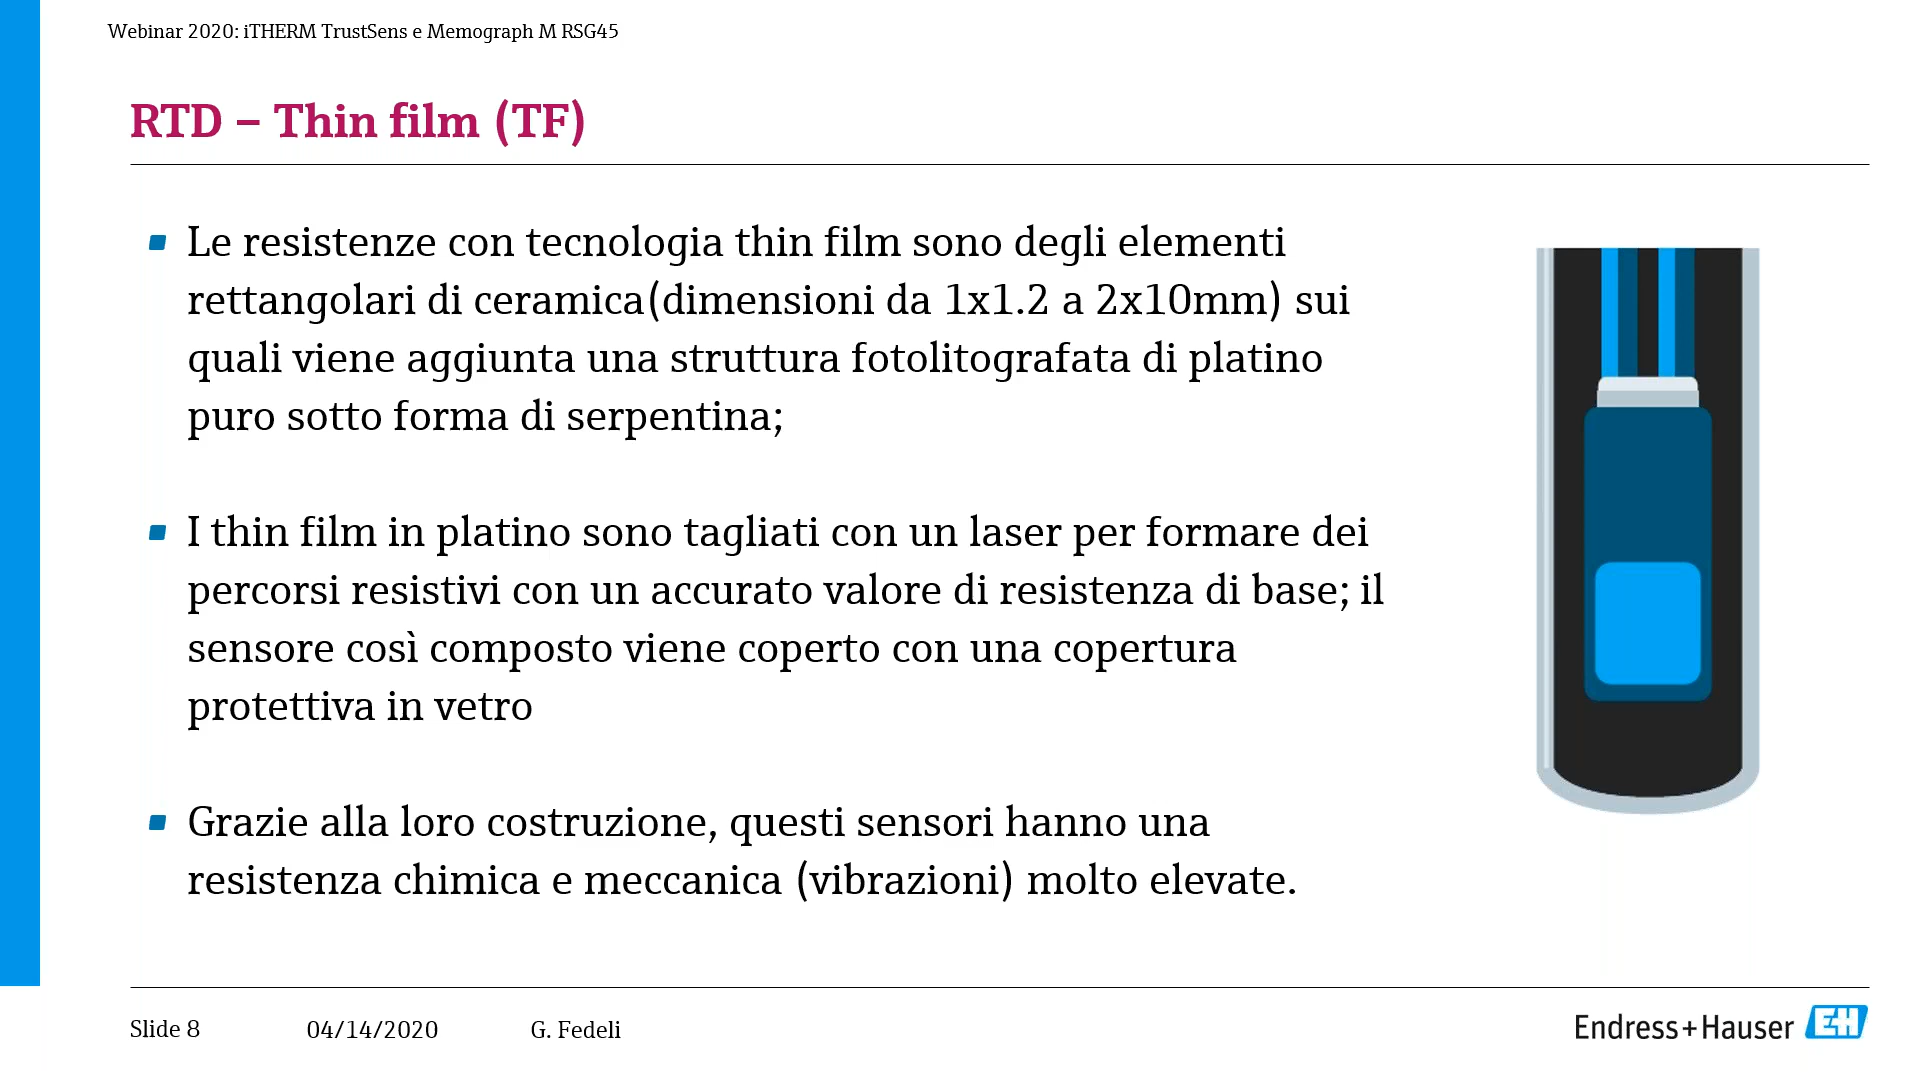 Webinar 2020: iTHERM TrustSens e Memograph M RSG45
RTD – Thin film (TF)
Le resistenze con tecnologia thin film sono degli elementi
rettangolari di ceramica(dimensioni da 1x1.2 a 2x10mm) sui
quali viene aggiunta una struttura fotolitografata di platino
puro sotto forma di serpentina;
I thin film in platino sono tagliati con un laser per formare dei
percorsi resistivi con un accurato valore di resistenza di base; il
sensore così composto viene coperto con una copertura
protettiva in vetro
Grazie alla loro costruzione, questi sensori hanno una
resistenza chimica e meccanica (vibrazioni) molto elevate.
Slide 8 04/14/2020 G. Fedeli
Endress+Hauser EH